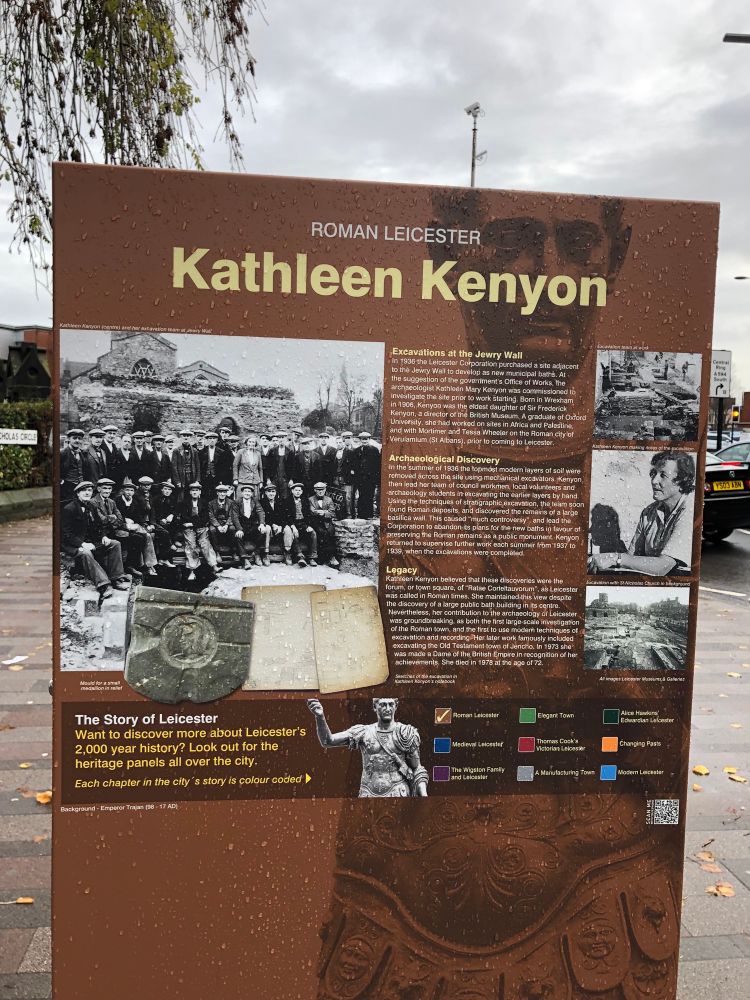 ROMAN LEICESTER
Kathleen Kenyon
Kathleen Kenyon (centre) and her excavation team at Jewry Wall
Excavations at the Jewry Wall
In 1936 the Leicester Corporation purchased a site adjacent
to the Jewry Wall to develop as new municipal baths. At
the suggestion of the government's Office of Works, the
archaeologist Kathleen Mary Kenyon was commissioned to
investigate the site prior to work starting. Born in Wrexham
in 1906, Kenyon was the eldest daughter of Sir Frederick
Kenyon, a director of the British Museum. A graduate of Oxford
University, she had worked on sites in Africa and Palestine,
and with Mortimer and Tessa Wheeler on the Roman city of
Verulamium (St Albans), prior to coming to Leicester.
Archaeological Discovery
In the summer of 1936 the topmost modern layers of soil were
removed across the site using mechanical excavators. Kenyon,
then lead her team of council workmen, local volunteers and
archaeology students in excavating the earlier layers by hand.
Using the techniques of stratigraphic excavation, the team soon
found Roman deposits, and discovered the remains of a large
basilica wall. This caused "much controversy", and lead the
Corporation to abandon its plans for the new baths in favour of
preserving the Roman remains as a public monument. Kenyon
returned to supervise further work each summer from 1937 to
1939, when the excavations were completed.
Legacy
Kathleen Kenyon believed that these discoveries were the
forum, or town square, of "Ratae Corieltauvorum", as Leicester
was called in Roman times. She maintained this view despite
the discovery of a large public bath building in its centre.
Nevertheless, her contribution to the archaeology of Leicester
was groundbreaking, as both the first large-scale investigation
of the Roman town, and the first to use modern techniques of
excavation and recording. Her later work famously included
excavating the Old Testament town of Jericho. In 1973 she
was made a Dame of the British Empire in recognition of her
achievements. She died in 1978 at the age of 72.
Excavation team at work
Kathleen Kenyon making notes of the excavation
Excavation with St Nicholas Church in background
All images Leicester Museums & Galleries
Mould for a small
medallion in relief
Sketches of the excavation in
Kathleen Kenyon's notebook
The Story of Leicester
Want to discover more about Leicester's
2,000 year history? Look out for the
heritage panels all over the city.
Each chapter in the city's story is colour coded
Roman Leicester
Elegant Town
Alice Hawkins'
Edwardian Leicester
Medieval Leicester
Thomas Cook's
Victorian Leicester
Changing Pasts
The Wigston Family
and Leicester
A Manufacturing Town
Modern Leicester
Background - Emperor Trajan (98 - 17 AD)
SCAN ME
CHOLAS CIRCLE
Central
Ring
A 594
South
YS03 ABN